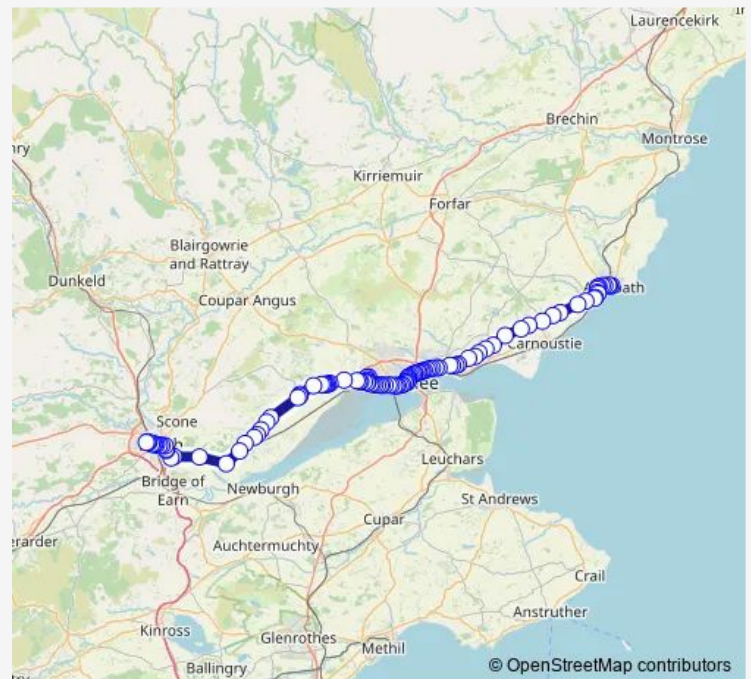 Laurencekirk
Brechin
Montrose
Kirriemuir
Forfar
Blairgowrie
and Rattray
Dunkeld
Coupar Angus
Carnoustie
Scone
Bridge of
Earn
Leuchars
Newburgh
St Andrews
Cupar
erarder
Auchtermuchty
Crail
Anstruther
Kinross
Glenrothes
Methil
Ballingry
© OpenStreetMap contributors